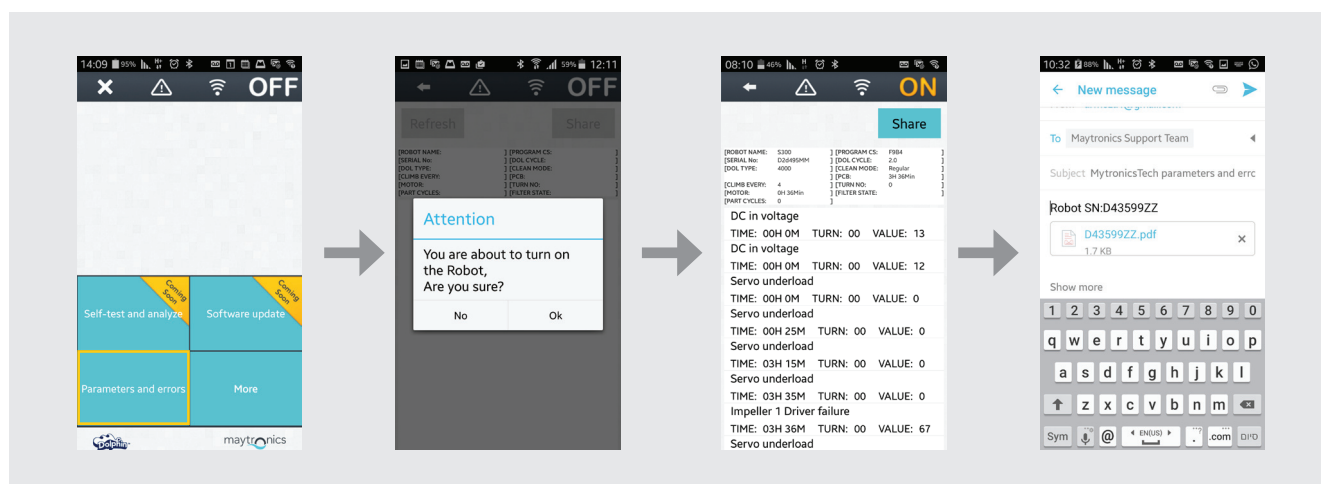 14:09 95%
OFF
Coming Soon
Coming Soon
Self-test and analyze
Software update
Parameters and errors
More
Dolphin
maytronics
59% 12:11
OFF
Refresh
Share
[ROBOT NAME: ] [PROGRAM CS: ]
[SERIAL No: ] [DOL CYCLE: ]
[DOL TYPE: ] [CLEAN MODE: ]
[CLIMB EVERY: ] [PCB: ]
[MOTOR: ] [TURN NO: ]
[PART CYCLES: ] [FILTER STATE: ]
Attention
You are about to turn on
the Robot,
Are you sure?
No Ok
08:10 46%
ON
Share
[ROBOT NAME: S300 ] [PROGRAM CS: F9B4 ]
[SERIAL No: D2d495MM ] [DOL CYCLE: 2.0 ]
[DOL TYPE: 4000 ] [CLEAN MODE: Regular ]
] [PCB: 3H 36Min ]
[CLIMB EVERY: 4 ] [TURN NO: 0 ]
[MOTOR: 0H 36Min ] [FILTER STATE: ]
[PART CYCLES: 0 ]
DC in voltage
TIME: 00H 0M TURN: 00 VALUE: 13
DC in voltage
TIME: 00H 0M TURN: 00 VALUE: 12
Servo underload
TIME: 00H 0M TURN: 00 VALUE: 0
Servo underload
TIME: 00H 25M TURN: 00 VALUE: 0
Servo underload
TIME: 03H 15M TURN: 00 VALUE: 0
Servo underload
TIME: 03H 35M TURN: 00 VALUE: 0
Impeller 1 Driver failure
TIME: 03H 36M TURN: 00 VALUE: 67
Servo underload
10:32 88%
New message
To Maytronics Support Team
Subject MytronicsTech parameters and errc
Robot SN:D43599ZZ
D43599ZZ.pdf
1.7 KB
Show more
1 2 3 4 5 6 7 8 9 0
q w e r t y u i o p
a s d f g h j k l
z x c v b n m
Sym @ EN(US) . .com סיום